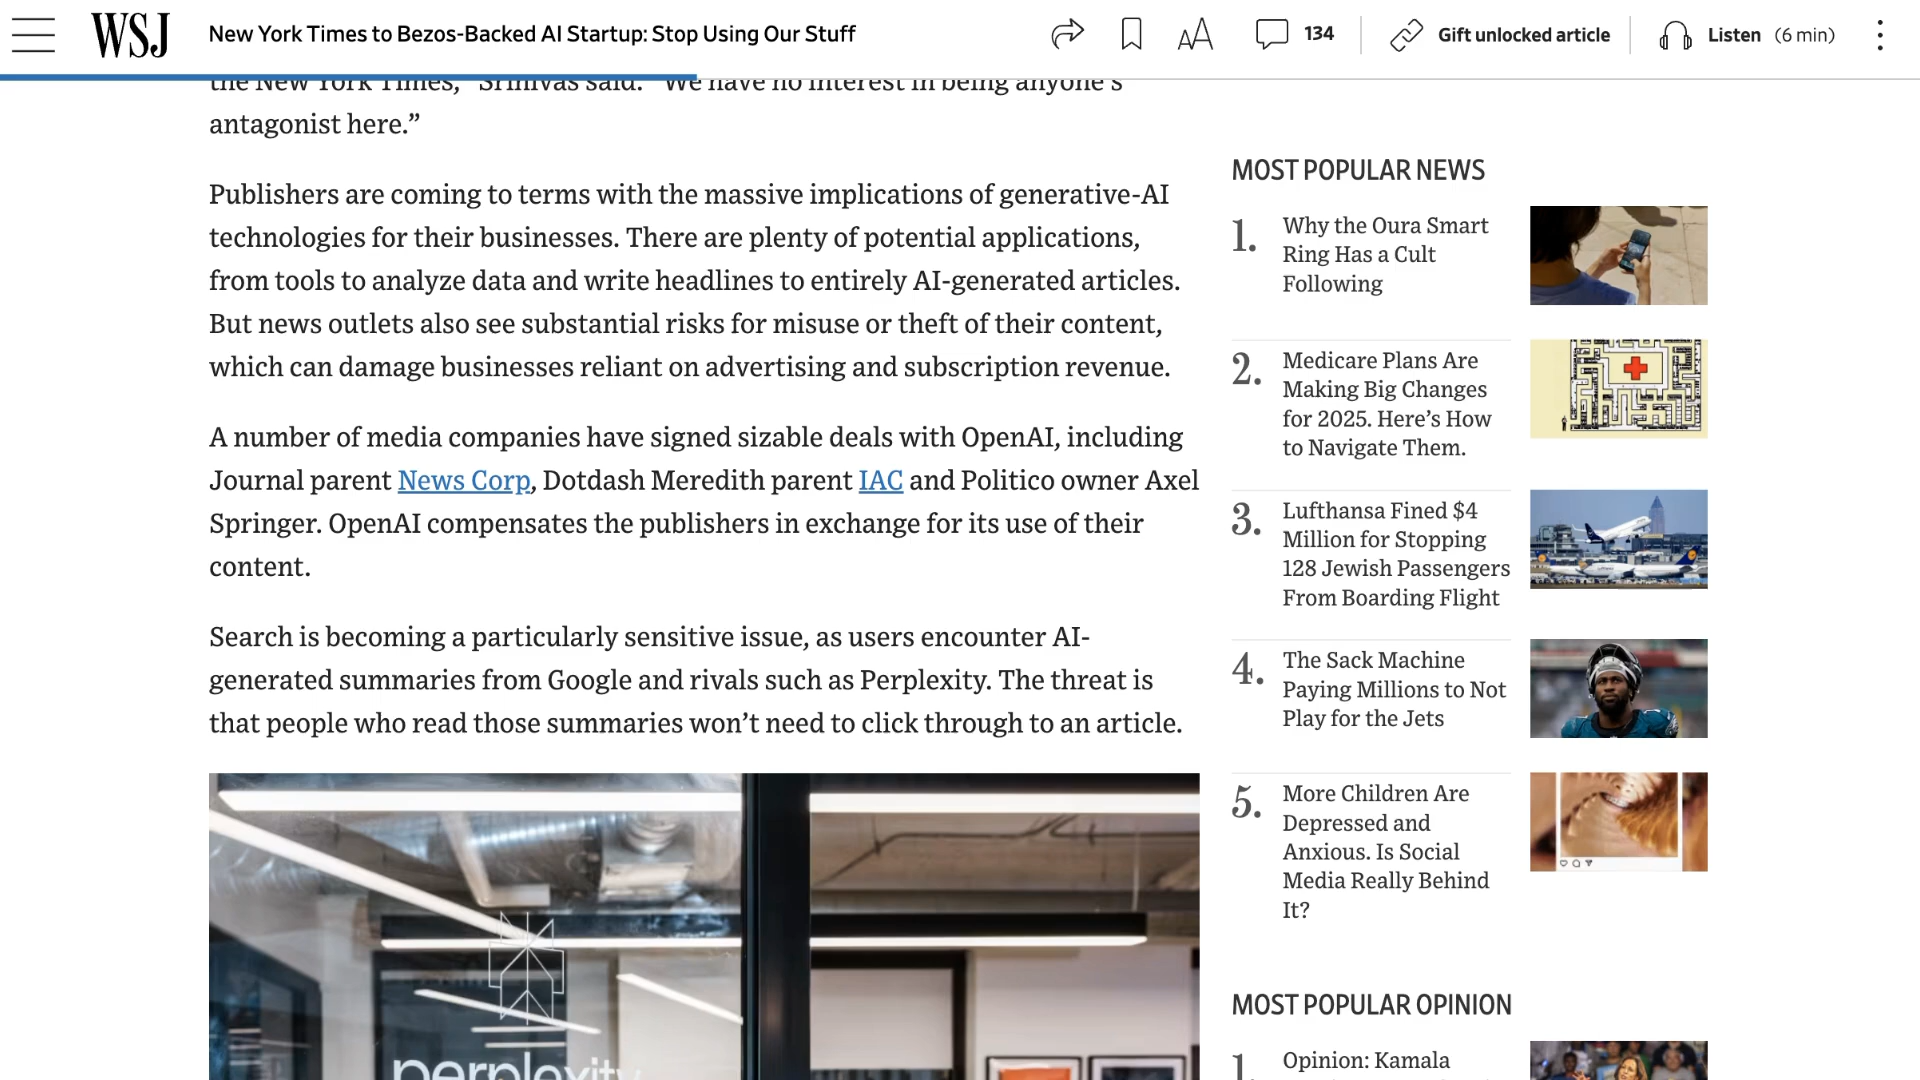 WSJ
New York Times to Bezos-Backed AI Startup: Stop Using Our Stuff
134
Gift unlocked article
Listen (6 min)
the New York Times,” Srinivas said. “We have no interest in being anyone’s
antagonist here.”
Publishers are coming to terms with the massive implications of generative-AI
technologies for their businesses. There are plenty of potential applications,
from tools to analyze data and write headlines to entirely AI-generated articles.
But news outlets also see substantial risks for misuse or theft of their content,
which can damage businesses reliant on advertising and subscription revenue.
A number of media companies have signed sizable deals with OpenAI, including
Journal parent News Corp, Dotdash Meredith parent IAC and Politico owner Axel
Springer. OpenAI compensates the publishers in exchange for its use of their
content.
Search is becoming a particularly sensitive issue, as users encounter AI-
generated summaries from Google and rivals such as Perplexity. The threat is
that people who read those summaries won’t need to click through to an article.
perplexity
MOST POPULAR NEWS
1.
Why the Oura Smart
Ring Has a Cult
Following
2.
Medicare Plans Are
Making Big Changes
for 2025. Here’s How
to Navigate Them.
3.
Lufthansa Fined $4
Million for Stopping
128 Jewish Passengers
From Boarding Flight
4.
The Sack Machine
Paying Millions to Not
Play for the Jets
5.
More Children Are
Depressed and
Anxious. Is Social
Media Really Behind
It?
MOST POPULAR OPINION
1.
Opinion: Kamala